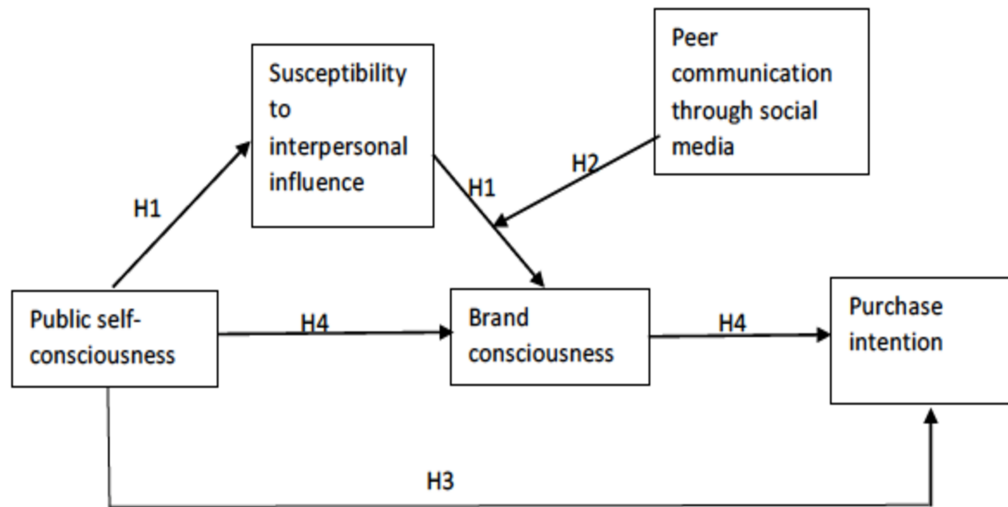 Susceptibility
to
interpersonal
influence
Peer
communication
through social
media
H1
H1
H2
Public self-
consciousness
H4
Brand
consciousness
H4
Purchase
intention
H3